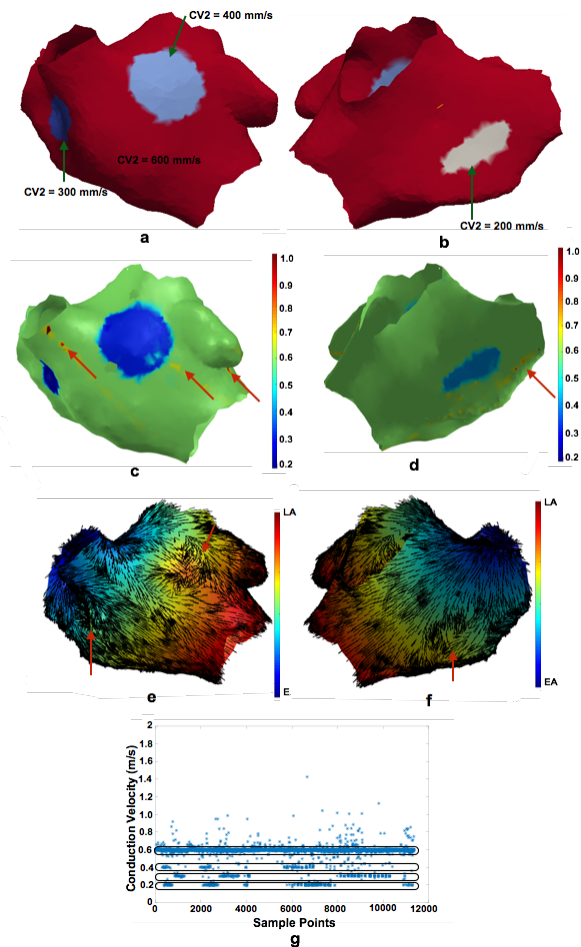 CV2 = 400 mm/s
CV2 = 600 mm/s
CV2 = 300 mm/s
CV2 = 200 mm/s
a
b
1.0
0.9
0.8
0.7
0.6
0.5
0.4
0.3
0.2
c
1.0
0.9
0.8
0.7
0.6
0.5
0.4
0.3
0.2
d
LA
E
e
LA
EA
f
2
1.8
1.6
1.4
1.2
1
0.8
0.6
0.4
0.2
0
Conduction Velocity (m/s)
0 2000 4000 6000 8000 10000 12000
Sample Points
g